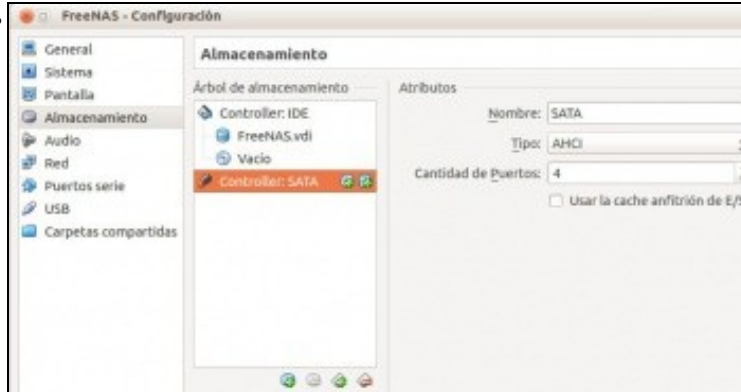 FreeNAS - Configuración
General
Sistema
Pantalla
Almacenamiento
Audio
Red
Puertos serie
USB
Carpetas compartidas
Almacenamiento
Árbol de almacenamiento
Controller: IDE
FreeNAS.vdi
Vacío
Controller: SATA
Atributos
Nombre: SATA
Tipo: AHCI
Cantidad de Puertos: 4
Usar la cache anfitrión de E/S